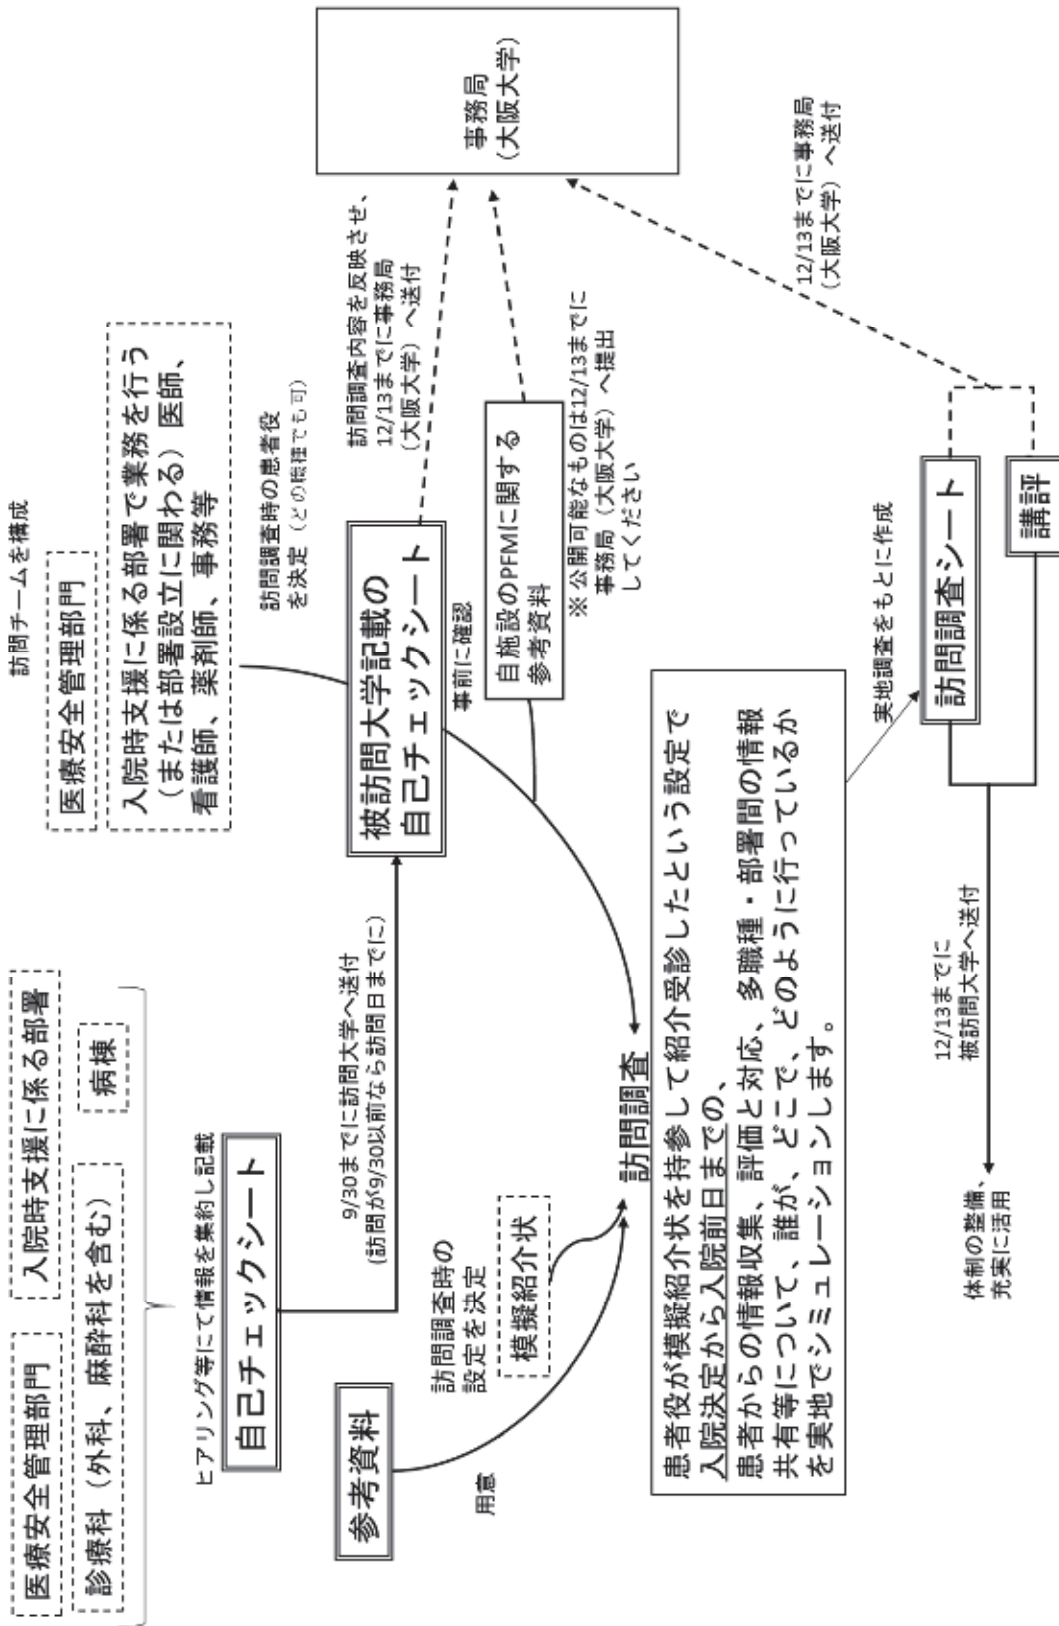 医療安全管理部門
入院時支援に係る部署
診療科（外科、麻酔科を含む）
病棟
ヒアリング等にて情報を集約し記載
自己チェックシート
9/30までに訪問大学へ送付
(訪問が9/30以前なら訪問日までに)
訪問チームを構成
医療安全管理部門
入院時支援に係る部署で業務を行う
（または部署設立に関わる）医師、
看護師、薬剤師、事務等
訪問調査時の患者役
を決定（どの職種でも可）
被訪問大学記載の
自己チェックシート
事前に確認
訪問調査内容を反映させ、
12/13までに事務局
（大阪大学）へ送付
事務局
（大阪大学）
自施設のPFMに関する
参考資料
※公開可能なものは12/13までに
事務局（大阪大学）へ提出
してください
参考資料
用意
訪問調査時の
設定を決定
模擬紹介状
訪問調査
患者役が模擬紹介状を持参して紹介受診したという設定で
入院決定から入院前日までの、
患者からの情報収集、評価と対応、多職種・部署間の情報
共有等について、誰が、どこで、どのように行っているか
を実地でシミュレーションします。
実地調査をもとに作成
訪問調査シート
講評
12/13までに事務局
（大阪大学）へ送付
12/13までに
被訪問大学へ送付
体制の整備、
充実に活用